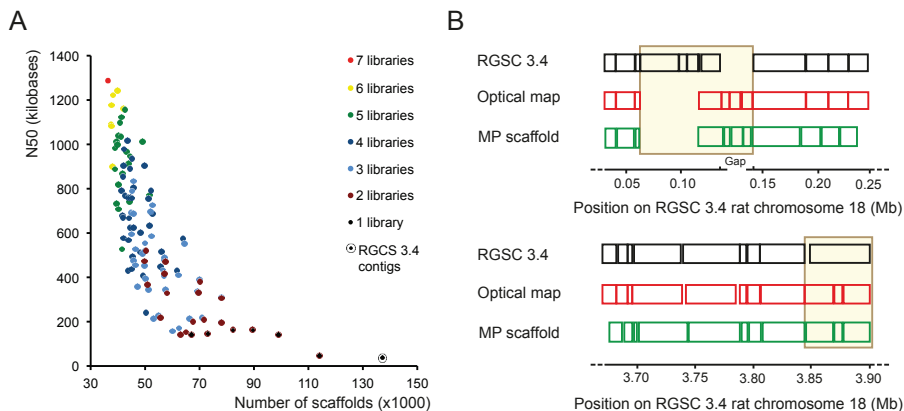 A
N50 (kilobases)
1400
1200
1000
800
600
400
200
0
30 50 70 90 110 130 150
Number of scaffolds (x1000)
7 libraries
6 libraries
5 libraries
4 libraries
3 libraries
2 libraries
1 library
RGCS 3.4
contigs
B
RGSC 3.4
Optical map
MP scaffold
Gap
0.05 0.10 0.15 0.20 0.25
Position on RGSC 3.4 rat chromosome 18 (Mb)
RGSC 3.4
Optical map
MP scaffold
3.70 3.75 3.80 3.85 3.90
Position on RGSC 3.4 rat chromosome 18 (Mb)